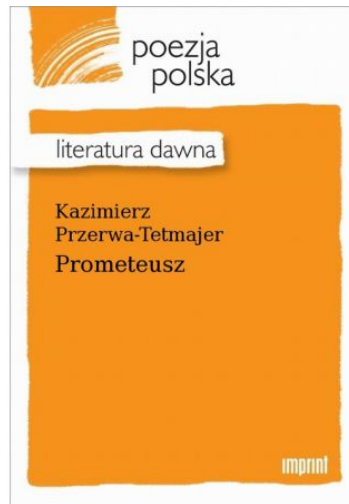 poezja
polska
literatura dawna
Kazimierz
Przerwa-Tetmajer
Prometeusz
imprint